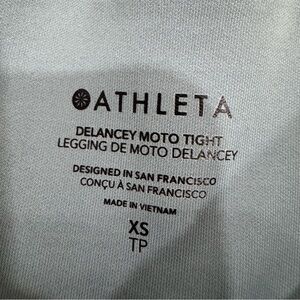 ATHLETA
DELANCEY MOTO TIGHT
LEGGING DE MOTO DELANCEY
DESIGNED IN SAN FRANCISCO
CONÇU À SAN FRANCISCO
MADE IN VIETNAM
XS
TP